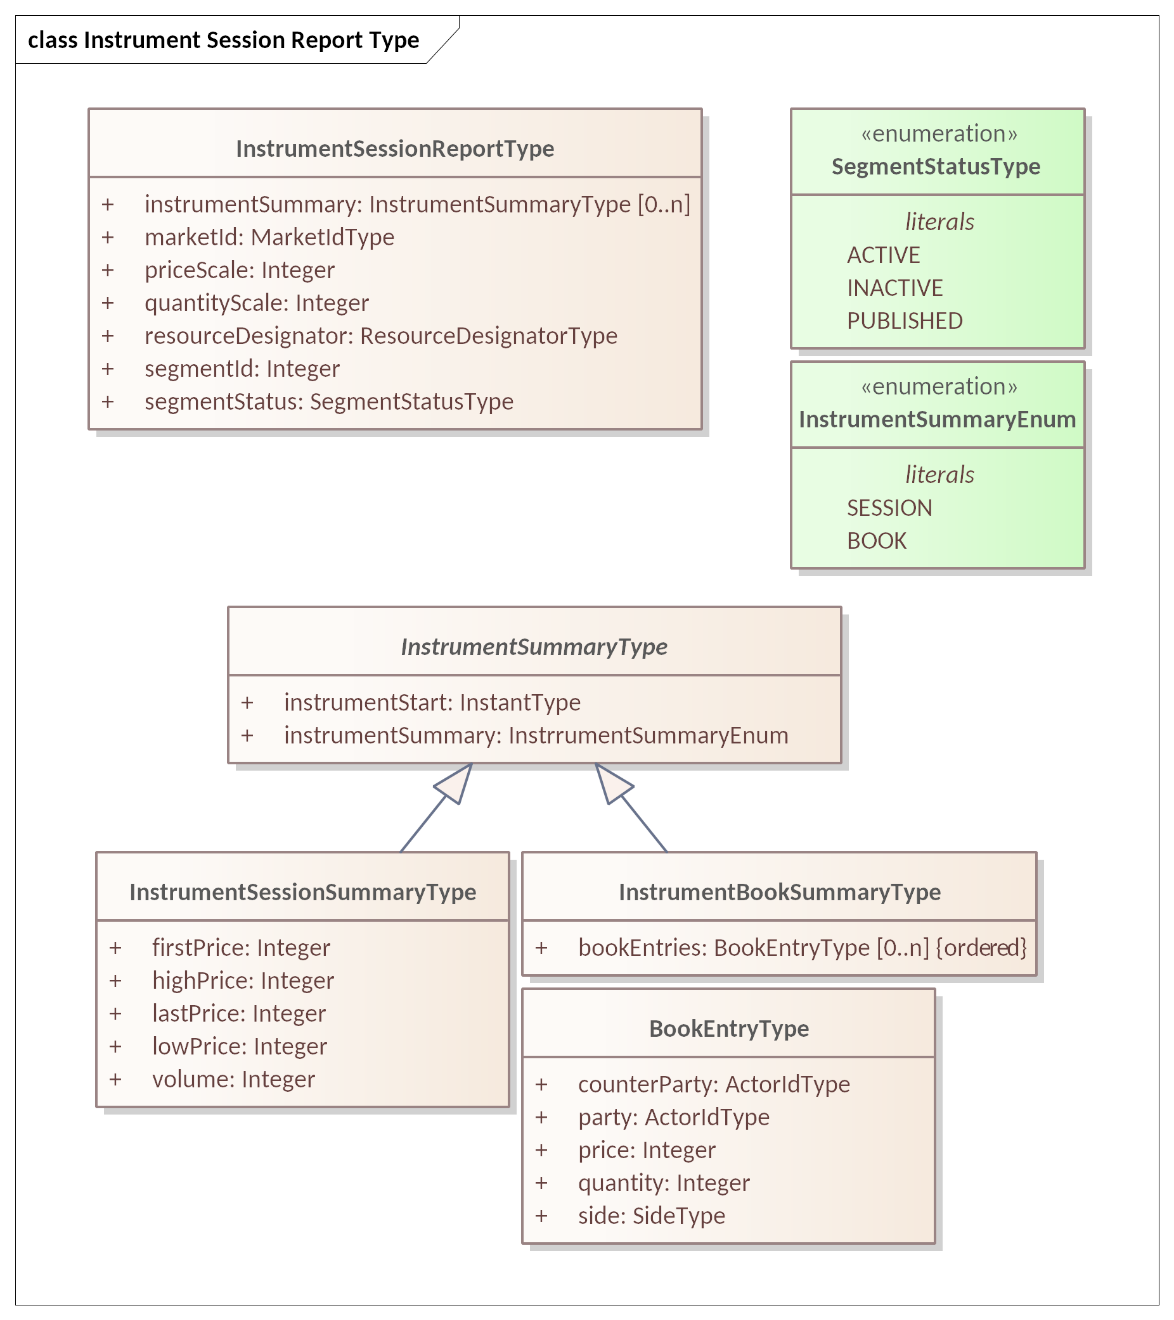 class Instrument Session Report Type
InstrumentSessionReportType
+ instrumentSummary: InstrumentSummaryType [0..n]
+ marketId: MarketIdType
+ priceScale: Integer
+ quantityScale: Integer
+ resourceDesignator: ResourceDesignatorType
+ segmentId: Integer
+ segmentStatus: SegmentStatusType
«enumeration»
SegmentStatusType
literals
ACTIVE
INACTIVE
PUBLISHED
«enumeration»
InstrumentSummaryEnum
literals
SESSION
BOOK
InstrumentSummaryType
+ instrumentStart: InstantType
+ instrumentSummary: InstrrumentSummaryEnum
InstrumentSessionSummaryType
+ firstPrice: Integer
+ highPrice: Integer
+ lastPrice: Integer
+ lowPrice: Integer
+ volume: Integer
InstrumentBookSummaryType
+ bookEntries: BookEntryType [0..n] {ordered}
BookEntryType
+ counterParty: ActorIdType
+ party: ActorIdType
+ price: Integer
+ quantity: Integer
+ side: SideType